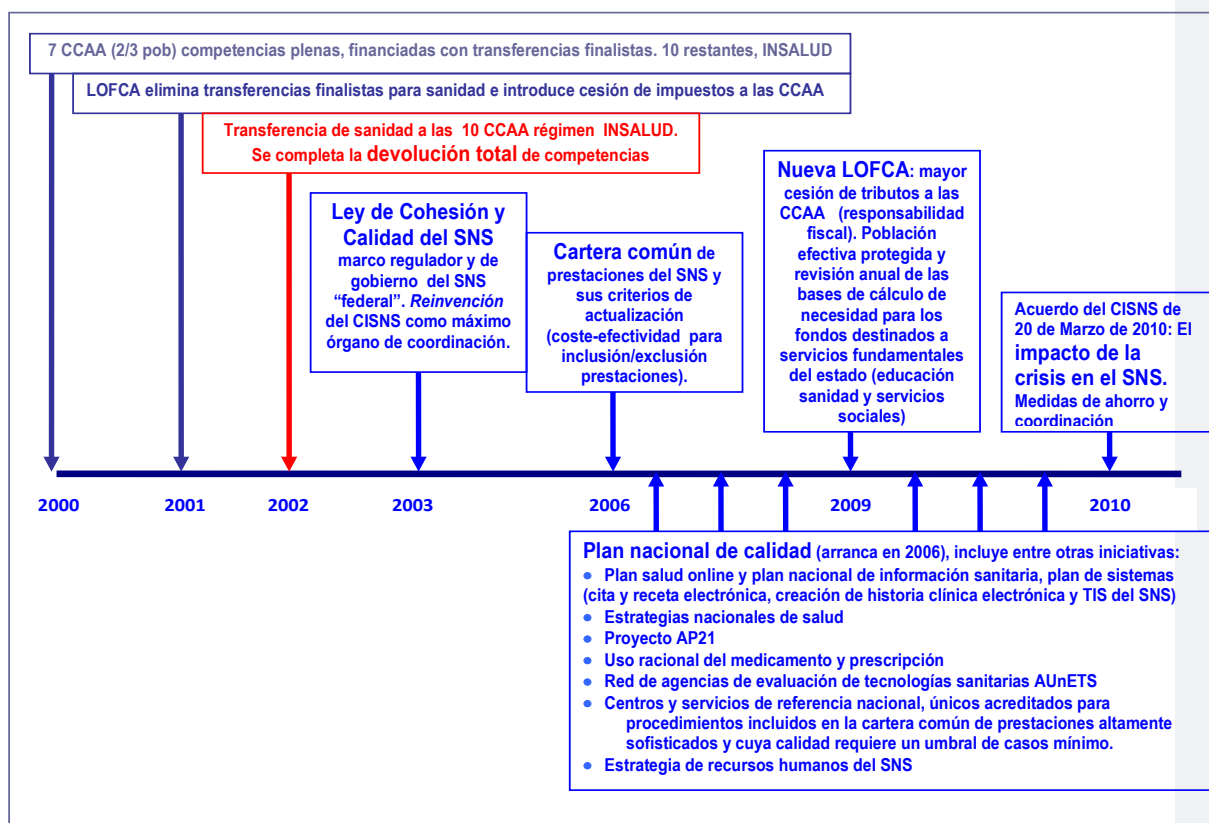 7 CCAA (2/3 pob) competencias plenas, financiadas con transferencias finalistas. 10 restantes, INSALUD
LOFCA elimina transferencias finalistas para sanidad e introduce cesión de impuestos a las CCAA
Transferencia de sanidad a las 10 CCAA régimen INSALUD.
Se completa la devolución total de competencias
Ley de Cohesión y
Calidad del SNS
marco regulador y de
gobierno del SNS
“federal”. Reinvención
del CISNS como máximo
órgano de coordinación.
Cartera común de
prestaciones del SNS y
sus criterios de
actualización
(coste-efectividad para
inclusión/exclusión
prestaciones).
Nueva LOFCA: mayor
cesión de tributos a las
CCAA (responsabilidad
fiscal). Población
efectiva protegida y
revisión anual de las
bases de cálculo de
necesidad para los
fondos destinados a
servicios fundamentales
del estado (educación
sanidad y servicios
sociales)
Acuerdo del CISNS de
20 de Marzo de 2010: El
impacto de la
crisis en el SNS.
Medidas de ahorro y
coordinación
2000 2001 2002 2003 2006 2009 2010
Plan nacional de calidad (arranca en 2006), incluye entre otras iniciativas:
● Plan salud online y plan nacional de información sanitaria, plan de sistemas
(cita y receta electrónica, creación de historia clínica electrónica y TIS del SNS)
● Estrategias nacionales de salud
● Proyecto AP21
● Uso racional del medicamento y prescripción
● Red de agencias de evaluación de tecnologías sanitarias AUnETS
● Centros y servicios de referencia nacional, únicos acreditados para
procedimientos incluidos en la cartera común de prestaciones altamente
sofisticados y cuya calidad requiere un umbral de casos mínimo.
● Estrategia de recursos humanos del SNS